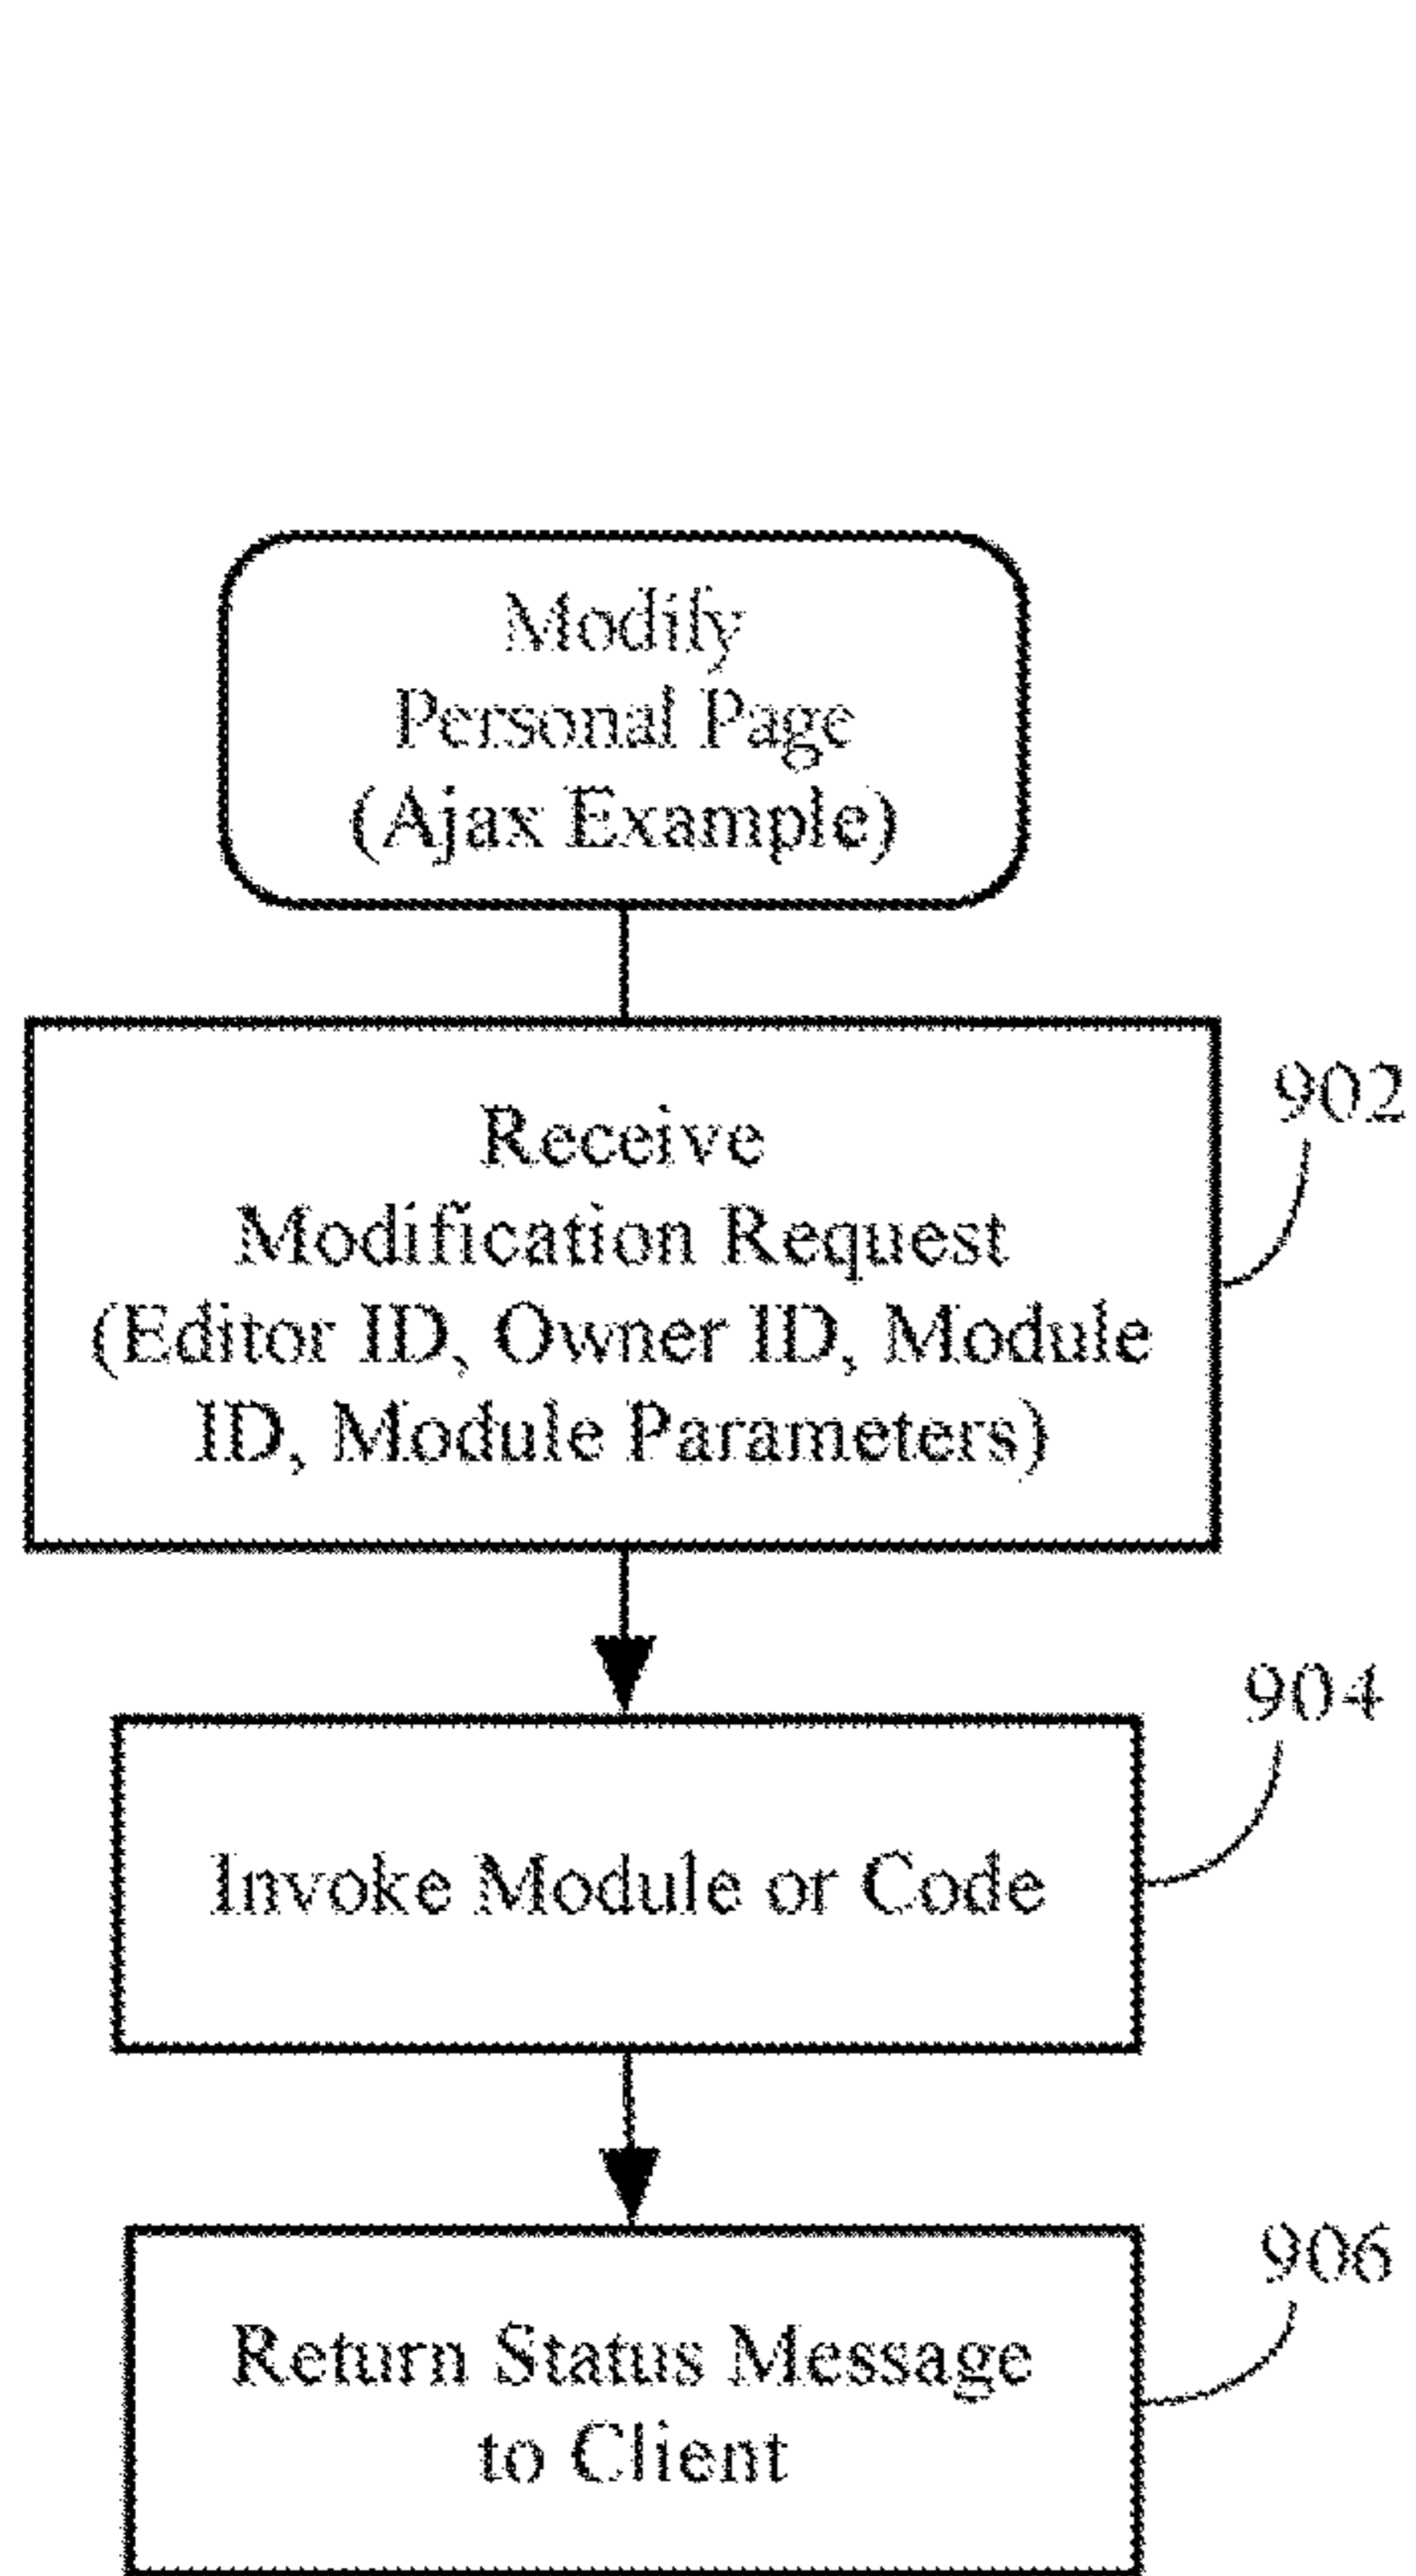 Modify
Personal Page
(Ajax Example)
Receive
Modification Request
(Editor ID, Owner ID, Module
ID, Module Parameters)
902
Invoke Module or Code
904
Return Status Message
to Client
906